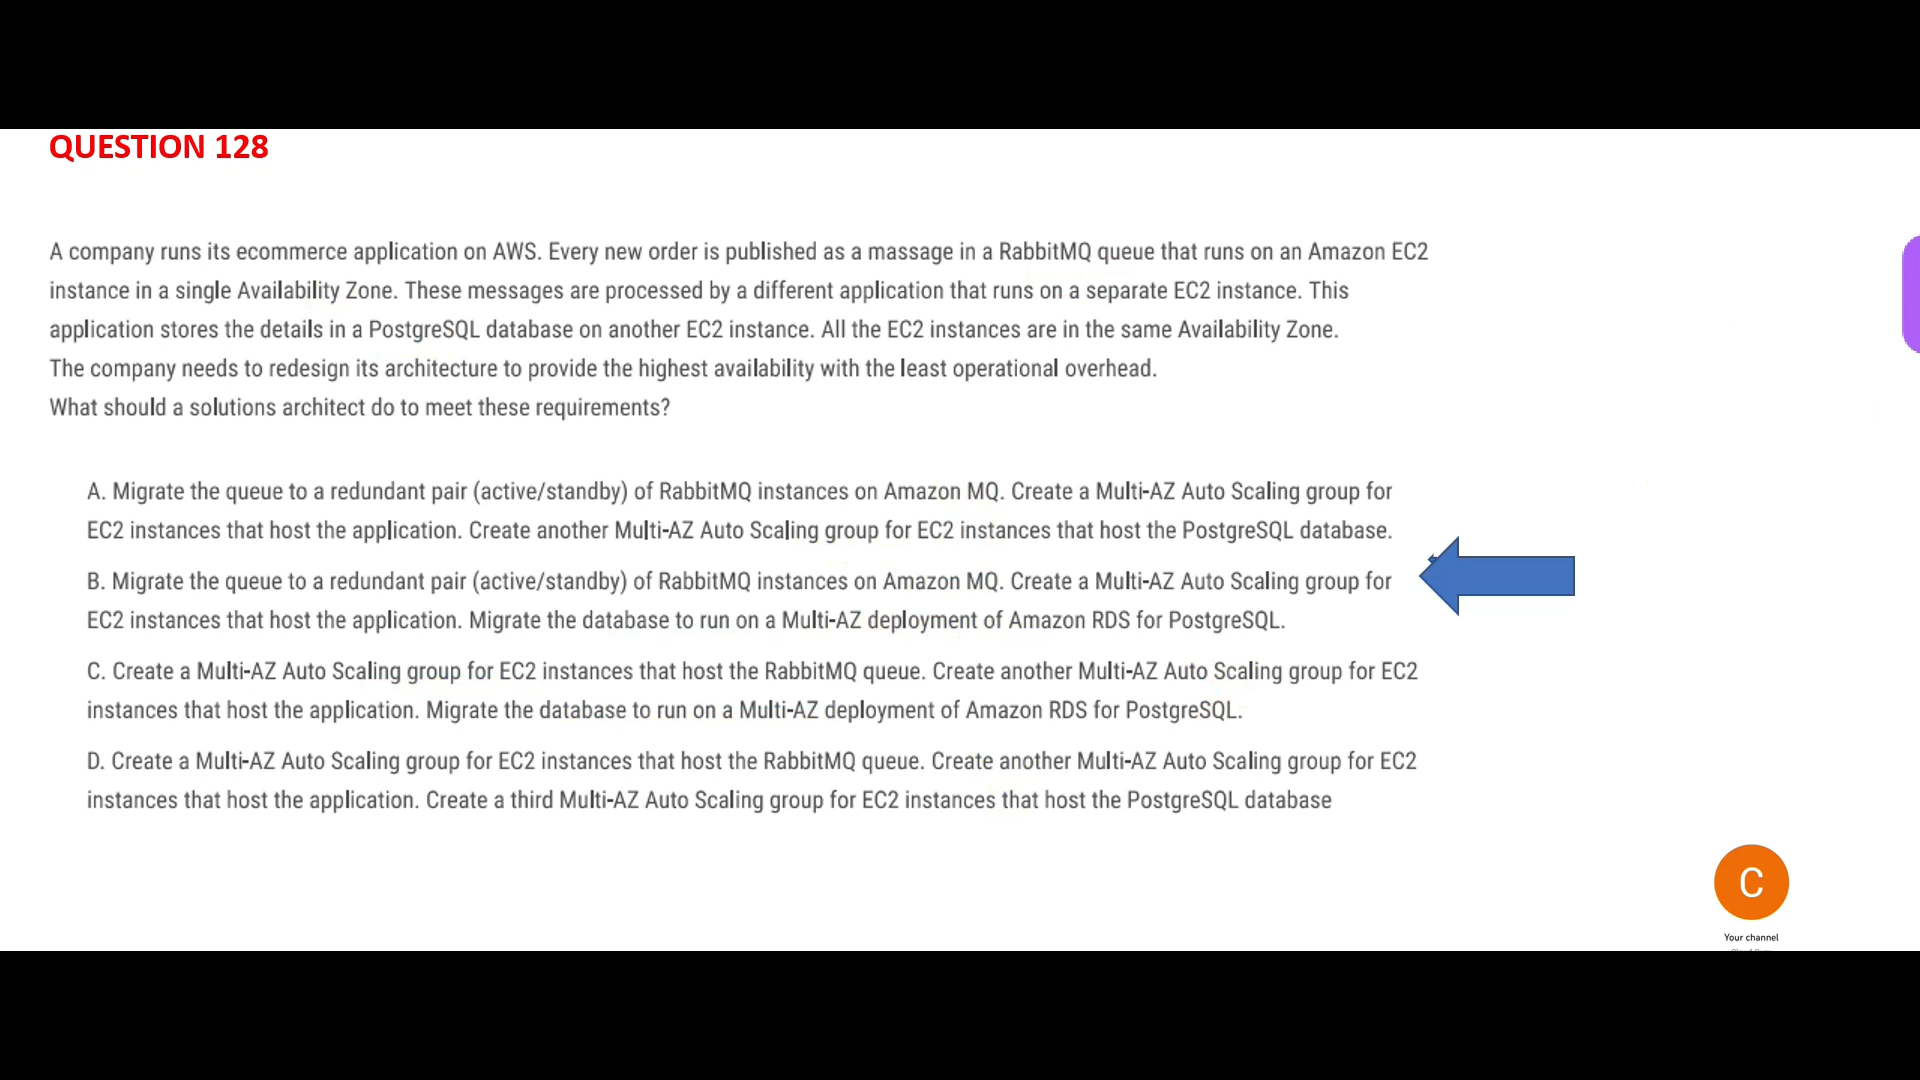 QUESTION 128
A company runs its ecommerce application on AWS. Every new order is published as a massage in a RabbitMQ queue that runs on an Amazon EC2
instance in a single Availability Zone. These messages are processed by a different application that runs on a separate EC2 instance. This
application stores the details in a PostgreSQL database on another EC2 instance. All the EC2 instances are in the same Availability Zone.
The company needs to redesign its architecture to provide the highest availability with the least operational overhead.
What should a solutions architect do to meet these requirements?
A. Migrate the queue to a redundant pair (active/standby) of RabbitMQ instances on Amazon MQ. Create a Multi-AZ Auto Scaling group for
EC2 instances that host the application. Create another Multi-AZ Auto Scaling group for EC2 instances that host the PostgreSQL database.
B. Migrate the queue to a redundant pair (active/standby) of RabbitMQ instances on Amazon MQ. Create a Multi-AZ Auto Scaling group for
EC2 instances that host the application. Migrate the database to run on a Multi-AZ deployment of Amazon RDS for PostgreSQL.
C. Create a Multi-AZ Auto Scaling group for EC2 instances that host the RabbitMQ queue. Create another Multi-AZ Auto Scaling group for EC2
instances that host the application. Migrate the database to run on a Multi-AZ deployment of Amazon RDS for PostgreSQL.
D. Create a Multi-AZ Auto Scaling group for EC2 instances that host the RabbitMQ queue. Create another Multi-AZ Auto Scaling group for EC2
instances that host the application. Create a third Multi-AZ Auto Scaling group for EC2 instances that host the PostgreSQL database
C
Your channel